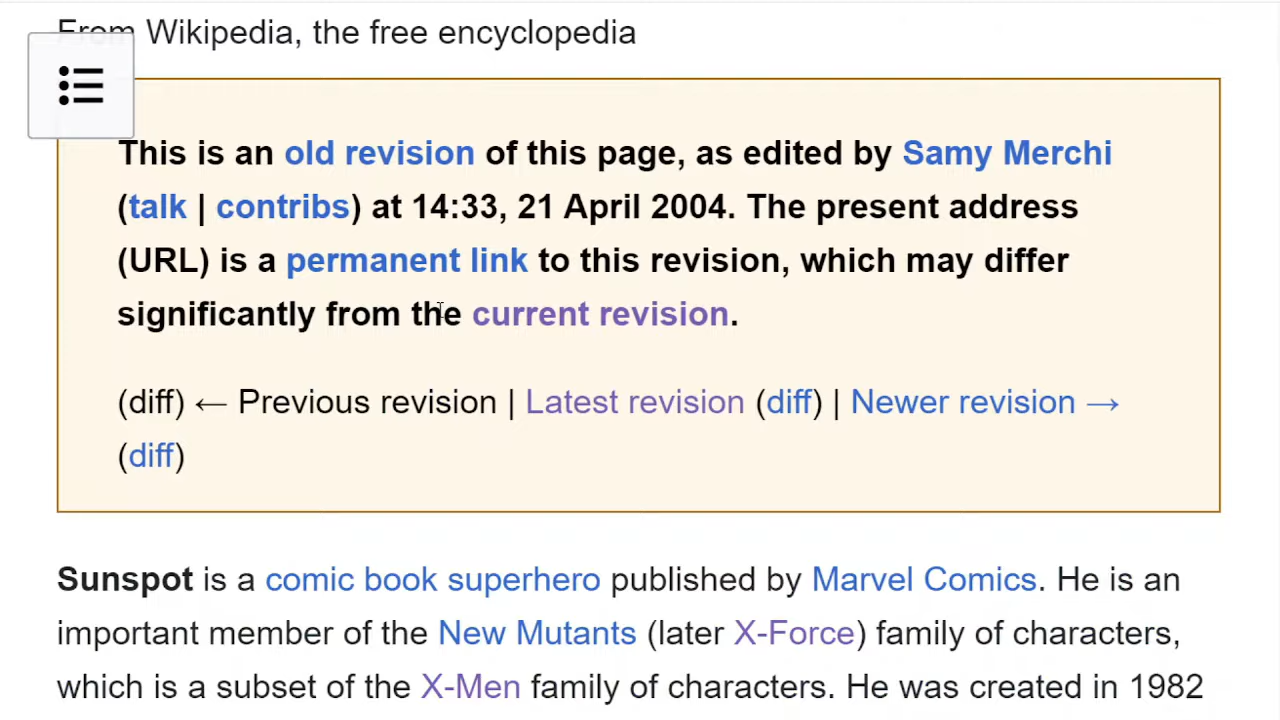 From Wikipedia, the free encyclopedia
This is an old revision of this page, as edited by Samy Merchi
(talk | contribs) at 14:33, 21 April 2004. The present address
(URL) is a permanent link to this revision, which may differ
significantly from the current revision.
(diff) ← Previous revision | Latest revision (diff) | Newer revision →
(diff)
Sunspot is a comic book superhero published by Marvel Comics. He is an
important member of the New Mutants (later X-Force) family of characters,
which is a subset of the X-Men family of characters. He was created in 1982